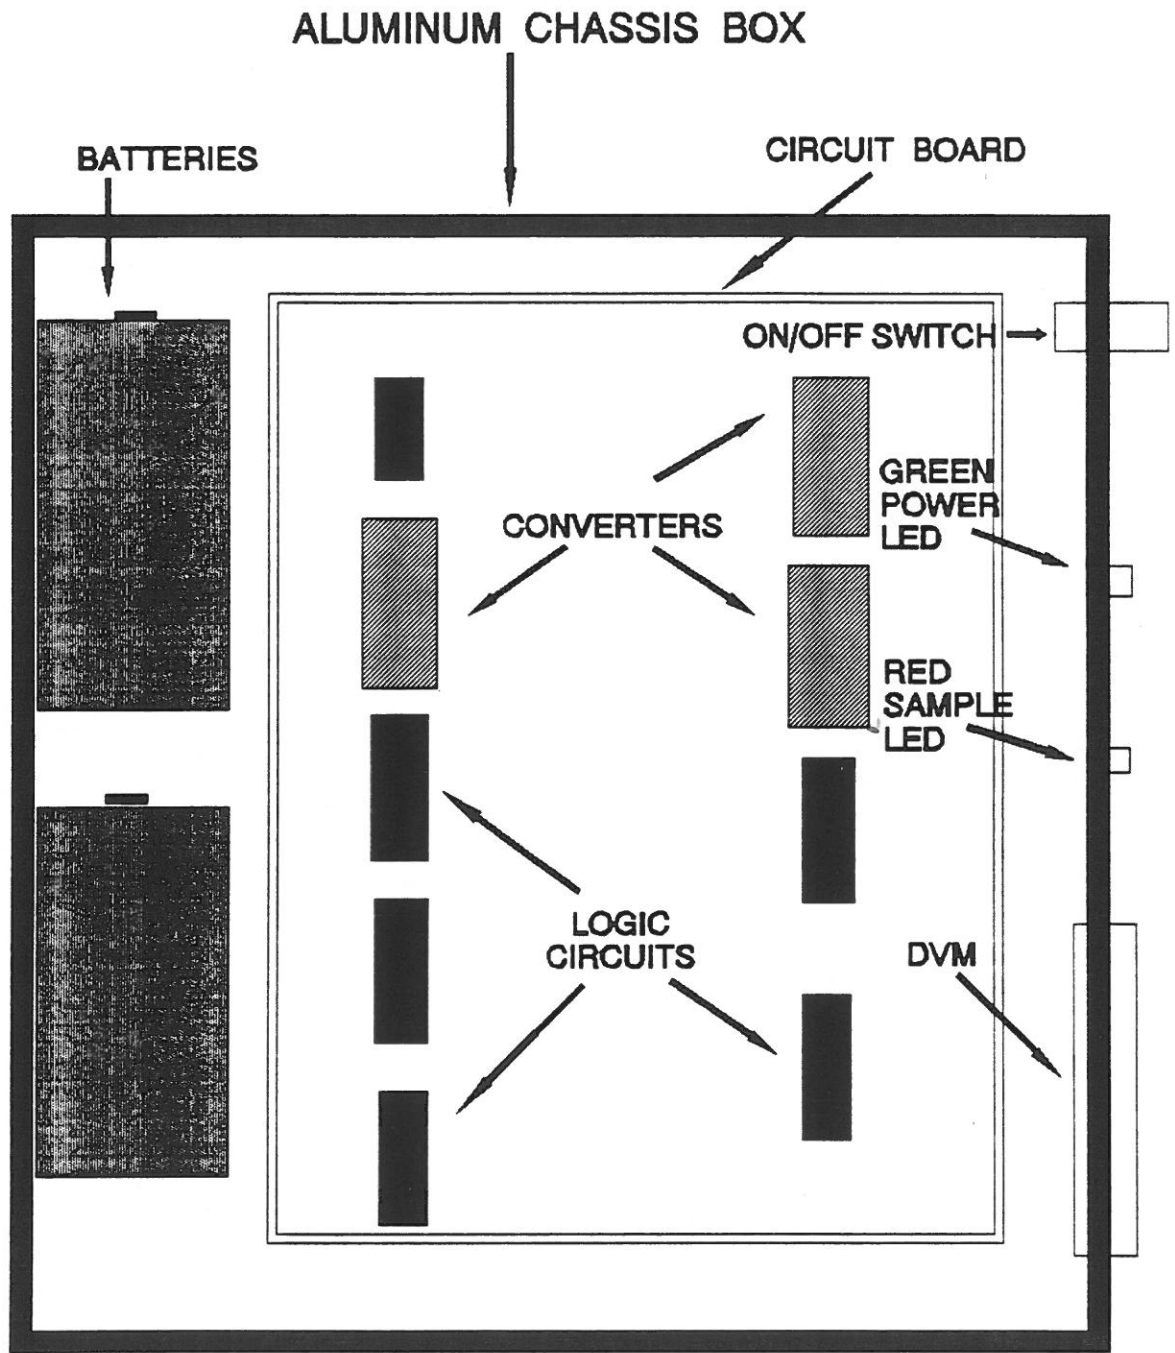 ALUMINUM CHASSIS BOX
BATTERIES
CIRCUIT BOARD
ON/OFF SWITCH
GREEN
POWER
LED
CONVERTERS
RED
SAMPLE
LED
LOGIC
CIRCUITS
DVM